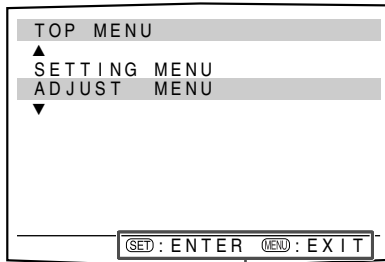 TOP MENU
▲
SETTING MENU
ADJUST MENU
▼
SET: ENTER MENU: EXIT